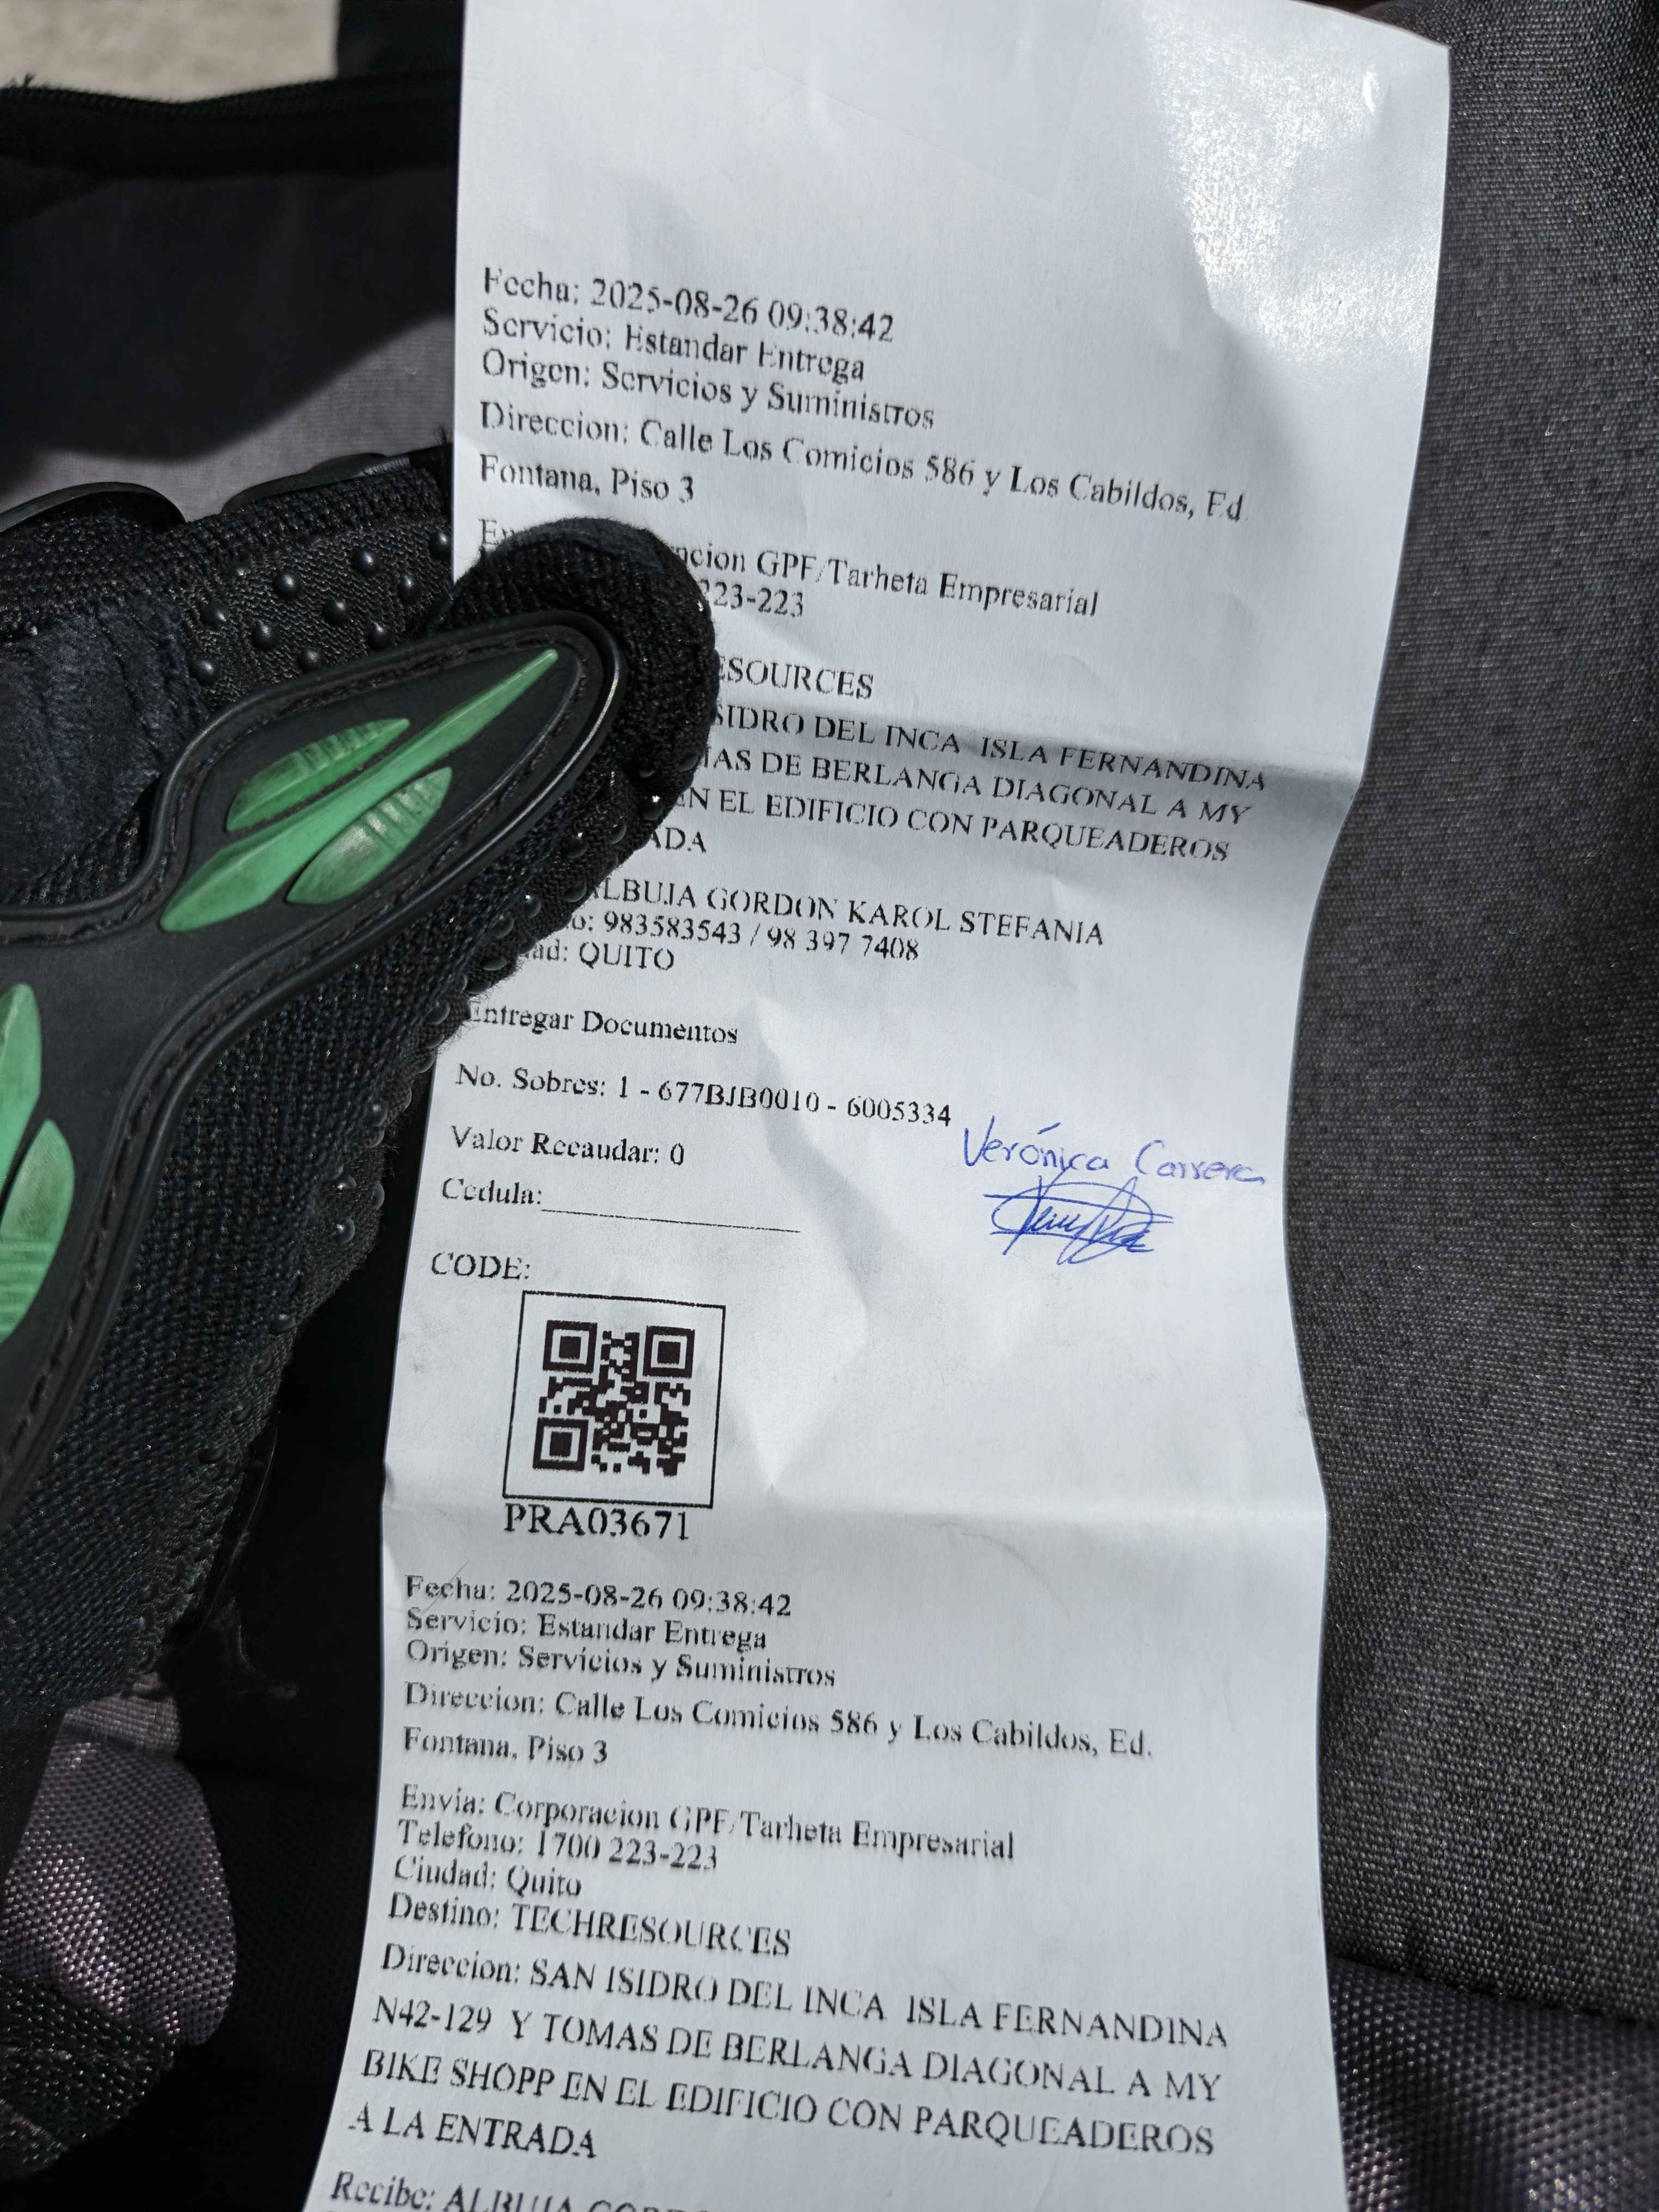 Fecha: 2025-08-26 09:38:42
Servicio: Estandar Entrega
Origen: Servicios y Suministros
Direccion: Calle Los Comicios 586 y Los Cabildos, Ed.
Fontana, Piso 3
GPF/Tarheta Empresarial
223-223
DEL INCA ISLA FERNANDINA
DE BERLANGA DIAGONAL A MY
EN EL EDIFICIO CON PARQUEADEROS
ALBUJA GORDON KAROL STEFANIA
983583543 / 98 397 7408
QUITO
Entregar Documentos
No. Sobres: 1 - 677BJB0010 - 6005334
Verónica Carrera
Valor Recaudar: 0
Cedula:
CODE:
PRA03671
Fecha: 2025-08-26 09:38:42
Servicio: Estandar Entrega
Origen: Servicios y Suministros
Direccion: Calle Los Comicios 586 y Los Cabildos, Ed.
Fontana, Piso 3
Envia: Corporacion GPF/Tarheta Empresarial
Telefono: 1700 223-223
Ciudad: Quito
Destino: TECHRESOURCES
Direccion: SAN ISIDRO DEL INCA ISLA FERNANDINA
N42-129 Y TOMAS DE BERLANGA DIAGONAL A MY
BIKE SHOPP EN EL EDIFICIO CON PARQUEADEROS
A LA ENTRADA
Recibe: ALBUJA